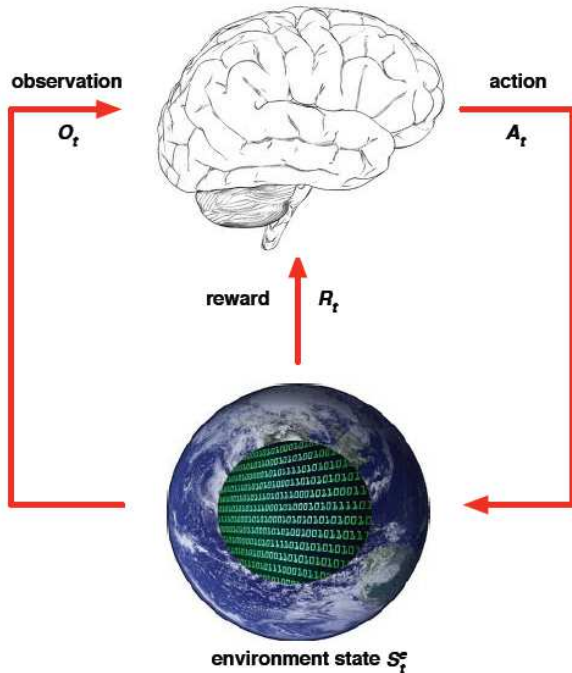 observation
action
O_t
A_t
reward
R_t
environment state S_t^e